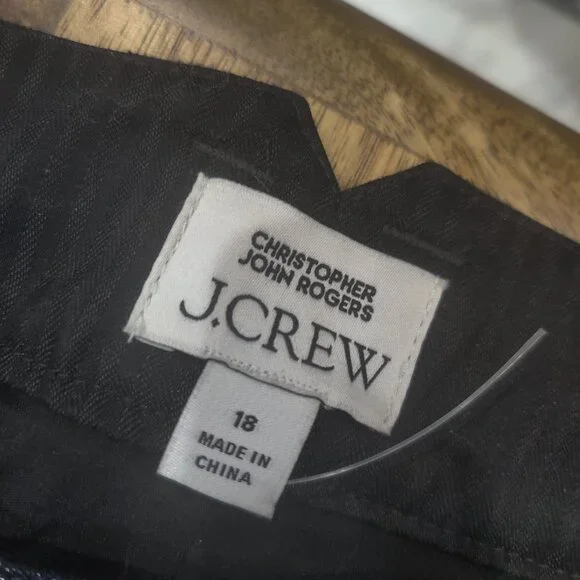 CHRISTOPHER
JOHN ROGERS
J.CREW
18
MADE IN
CHINA